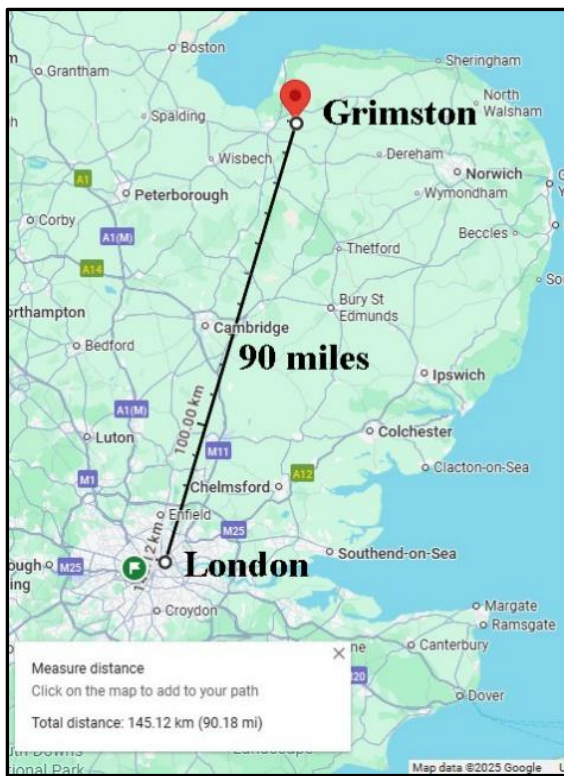 Boston
Grantham
Sheringham
Spalding
Grimston
North
Walsham
Wisbech
Dereham
Norwich
A1
Peterborough
Wymondham
Corby
A1(M)
Beccles
Thetford
A14
Bury St
Edmunds
Cambridge
Bedford
90 miles
Ipswich
A1(M)
100.00 km
Colchester
Luton
M11
Clacton-on-Sea
M1
Chelmsford
A12
Enfield
M25
M25
London
Southend-on-Sea
Croydon
Margate
Ramsgate
Canterbury
Dover
Measure distance
Click on the map to add to your path
Total distance: 145.12 km (90.18 mi)
Map data ©2025 Google